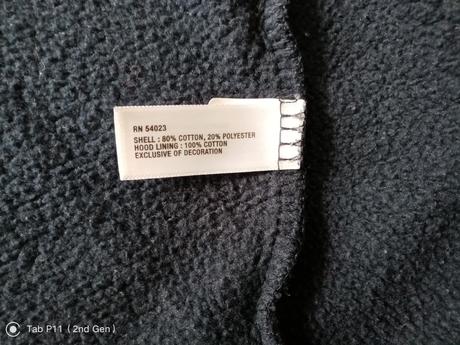 RN 54023
SHELL : 80% COTTON, 20% POLYESTER
HOOD LINING : 100% COTTON
EXCLUSIVE OF DECORATION
Tab P11 (2nd Gen)